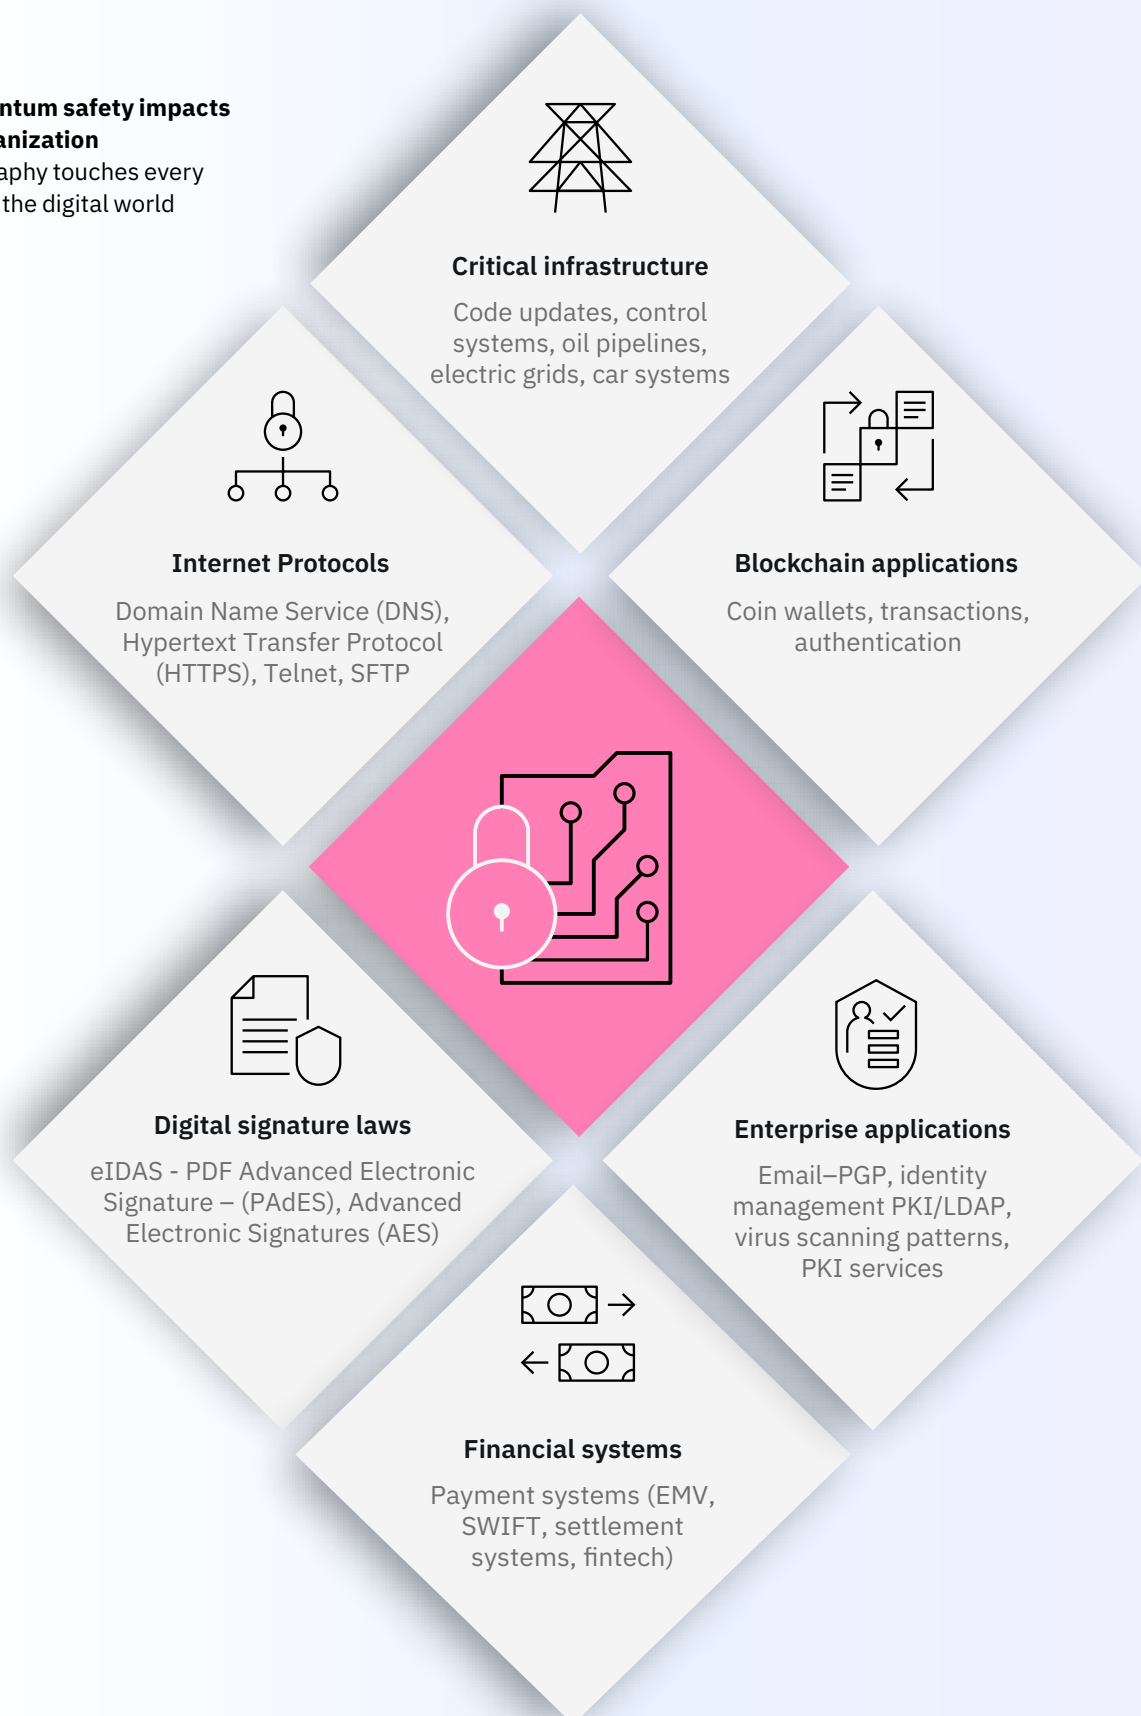 ntum safety impacts
anization
aphy touches every
the digital world
Critical infrastructure
Code updates, control
systems, oil pipelines,
electric grids, car systems
Internet Protocols
Domain Name Service (DNS),
Hypertext Transfer Protocol
(HTTPS), Telnet, SFTP
Blockchain applications
Coin wallets, transactions,
authentication
Digital signature laws
eIDAS - PDF Advanced Electronic
Signature – (PAdES), Advanced
Electronic Signatures (AES)
Enterprise applications
Email–PGP, identity
management PKI/LDAP,
virus scanning patterns,
PKI services
Financial systems
Payment systems (EMV,
SWIFT, settlement
systems, fintech)